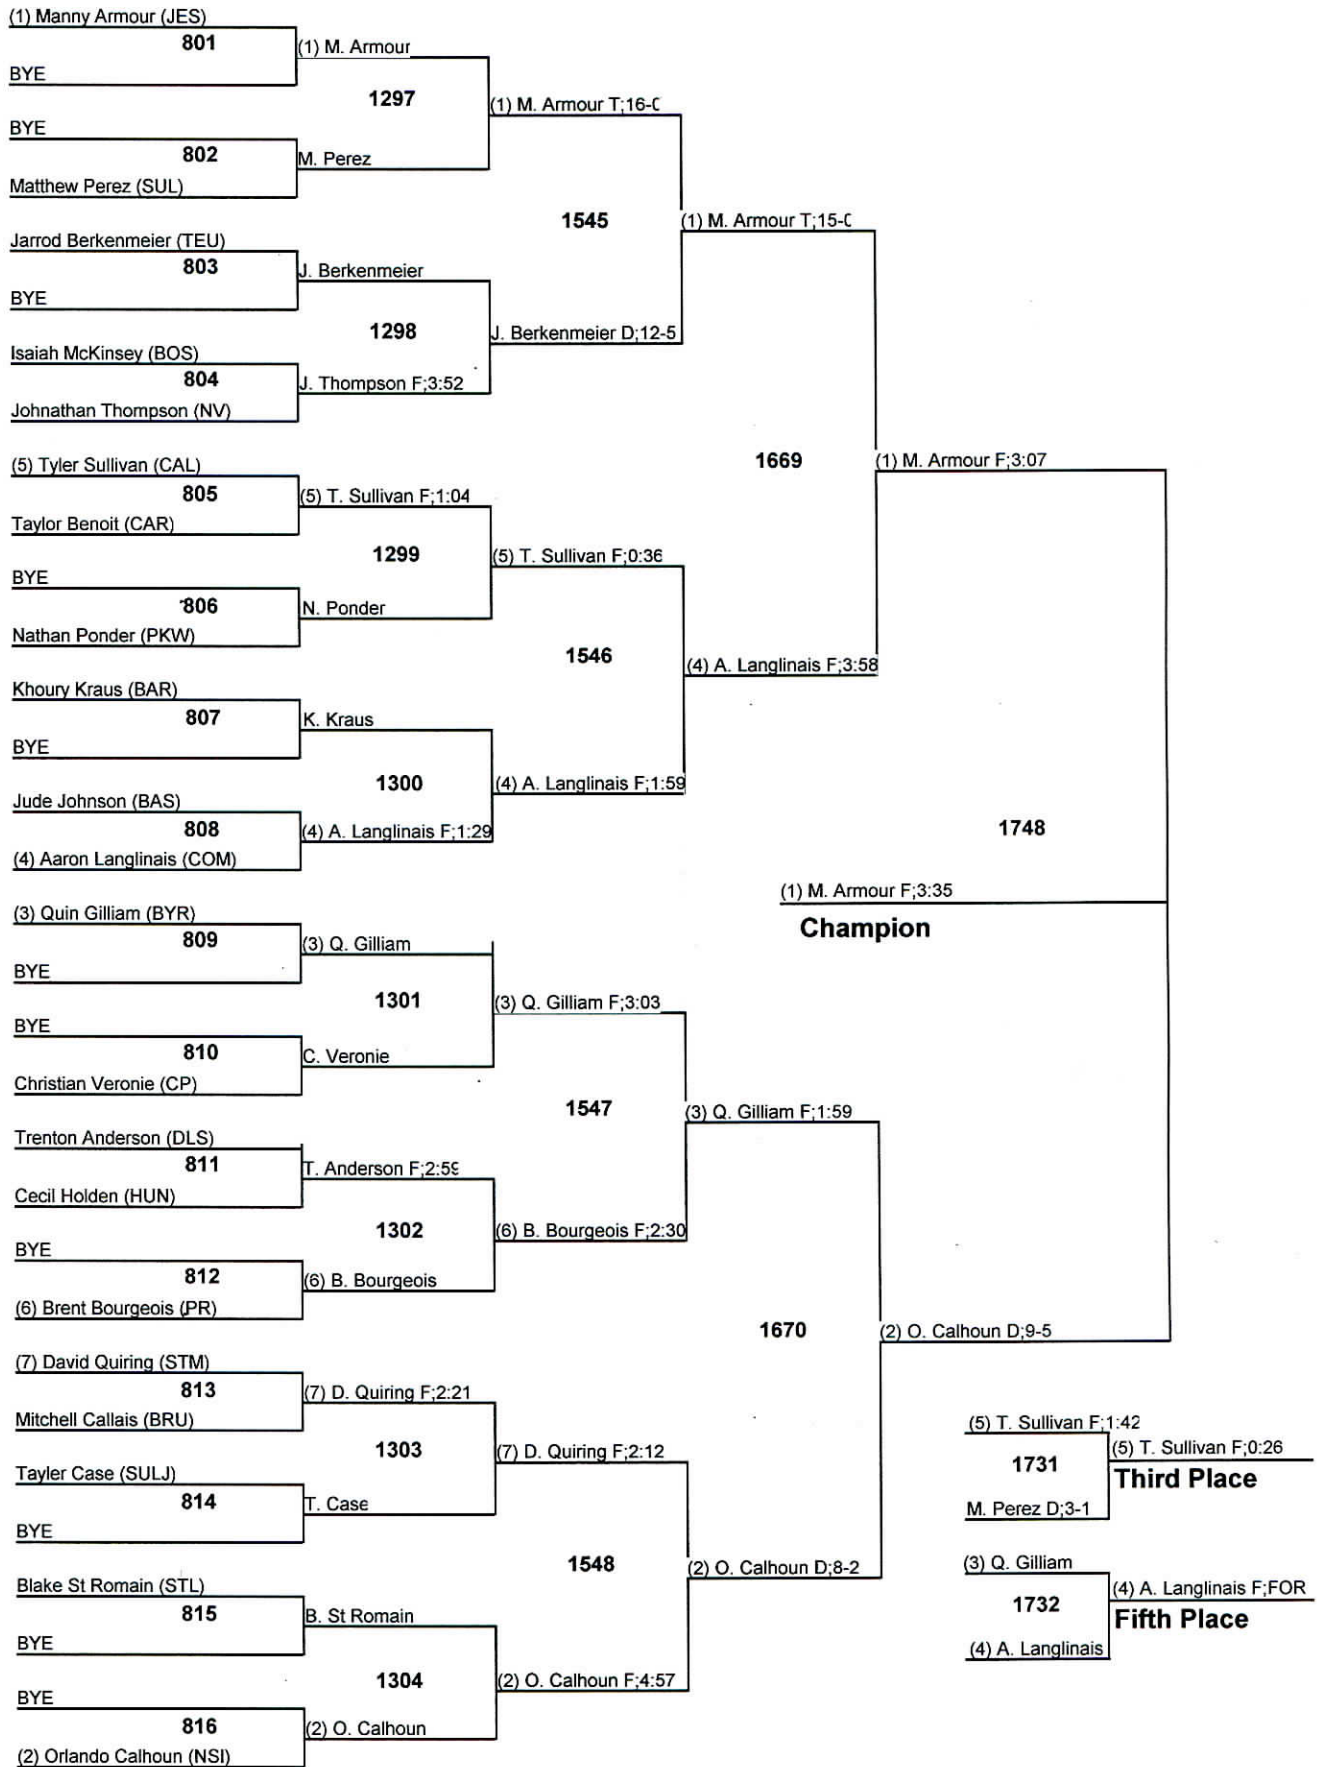 (1) Manny Armour (JES)
801
BYE
(1) M. Armour
1297
BYE
802
Matthew Perez (SUL)
M. Perez
(1) M. Armour T;16-0
1545
Jarrod Berkenmeier (TEU)
803
BYE
J. Berkenmeier
1298
Isaiah McKinsey (BOS)
804
Johnathan Thompson (NV)
J. Thompson F;3:52
J. Berkenmeier D;12-5
(1) M. Armour T;15-0
1669
(5) Tyler Sullivan (CAL)
805
Taylor Benoit (CAR)
(5) T. Sullivan F;1:04
1299
BYE
806
Nathan Ponder (PKW)
N. Ponder
(5) T. Sullivan F;0:36
1546
Khoury Kraus (BAR)
807
BYE
K. Kraus
1300
Jude Johnson (BAS)
808
(4) Aaron Langlinais (COM)
(4) A. Langlinais F;1:29
(4) A. Langlinais F;1:59
(4) A. Langlinais F;3:58
(1) M. Armour F;3:07
1748
(1) M. Armour F;3:35
Champion
(3) Quin Gilliam (BYR)
809
BYE
(3) Q. Gilliam
1301
BYE
810
Christian Veronie (CP)
C. Veronie
(3) Q. Gilliam F;3:03
1547
Trenton Anderson (DLS)
811
Cecil Holden (HUN)
T. Anderson F;2:59
1302
BYE
812
(6) Brent Bourgeois (PR)
(6) B. Bourgeois
(6) B. Bourgeois F;2:30
(3) Q. Gilliam F;1:59
1670
(2) O. Calhoun D;9-5
(7) David Quiring (STM)
813
Mitchell Callais (BRU)
(7) D. Quiring F;2:21
1303
Tayler Case (SULJ)
814
BYE
T. Case
(7) D. Quiring F;2:12
1548
Blake St Romain (STL)
815
BYE
B. St Romain
1304
BYE
816
(2) Orlando Calhoun (NSI)
(2) O. Calhoun
(2) O. Calhoun F;4:57
(2) O. Calhoun D;8-2
(5) T. Sullivan F;1:42
1731
M. Perez D;3-1
(5) T. Sullivan F;0:26
Third Place
(3) Q. Gilliam
1732
(4) A. Langlinais
(4) A. Langlinais F;FOR
Fifth Place